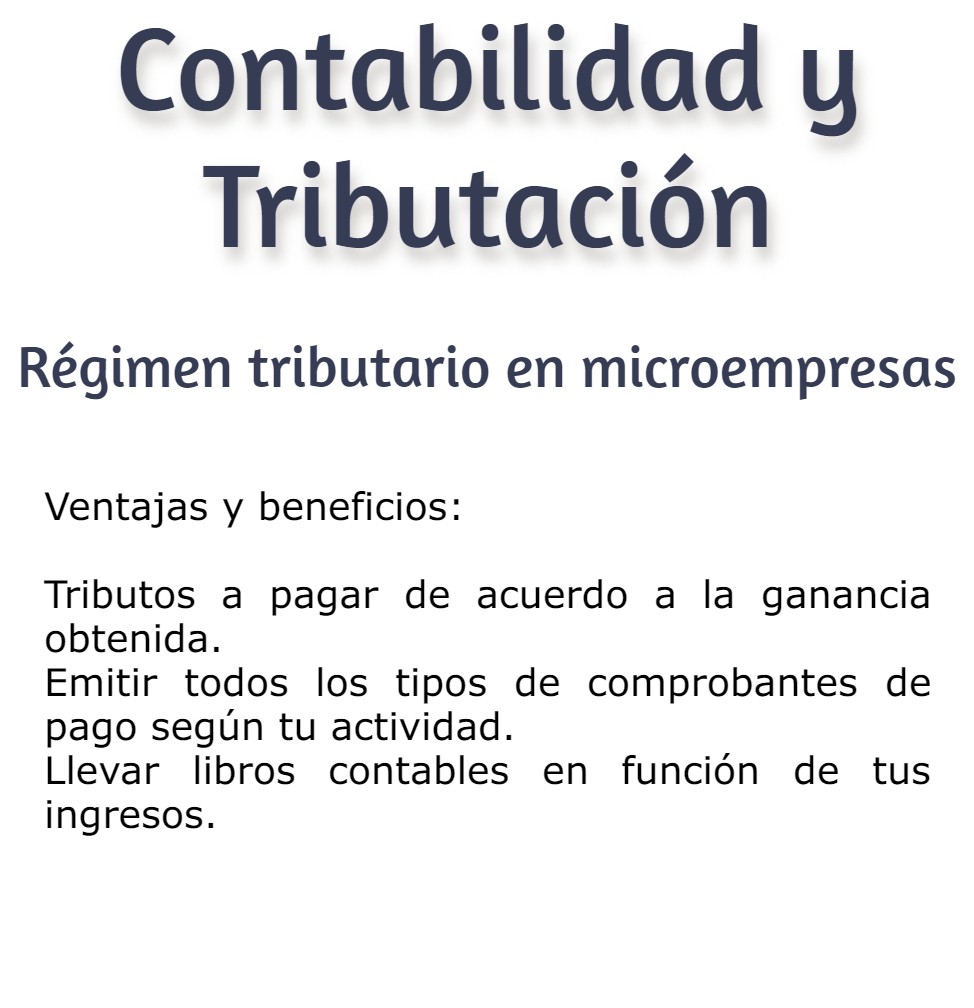 Contabilidad y
Tributación
Régimen tributario en microempresas
Ventajas y beneficios:
Tributos a pagar de acuerdo a la ganancia
obtenida.
Emitir todos los tipos de comprobantes de
pago según tu actividad.
Llevar libros contables en función de tus
ingresos.